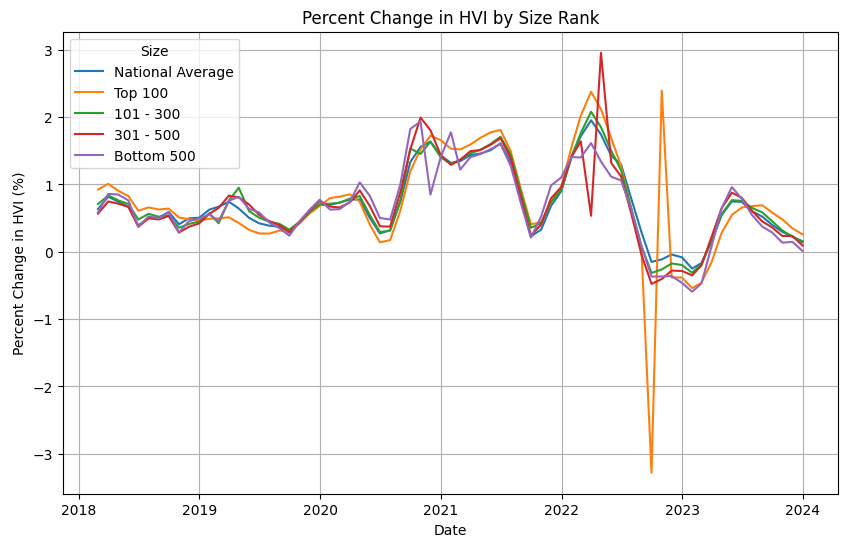 Percent Change in HVI by Size Rank
Size
National Average
Top 100
101 - 300
301 - 500
Bottom 500
Percent Change in HVI (%)
3
2
1
0
−1
−2
−3
2018
2019
2020
2021
2022
2023
2024
Date